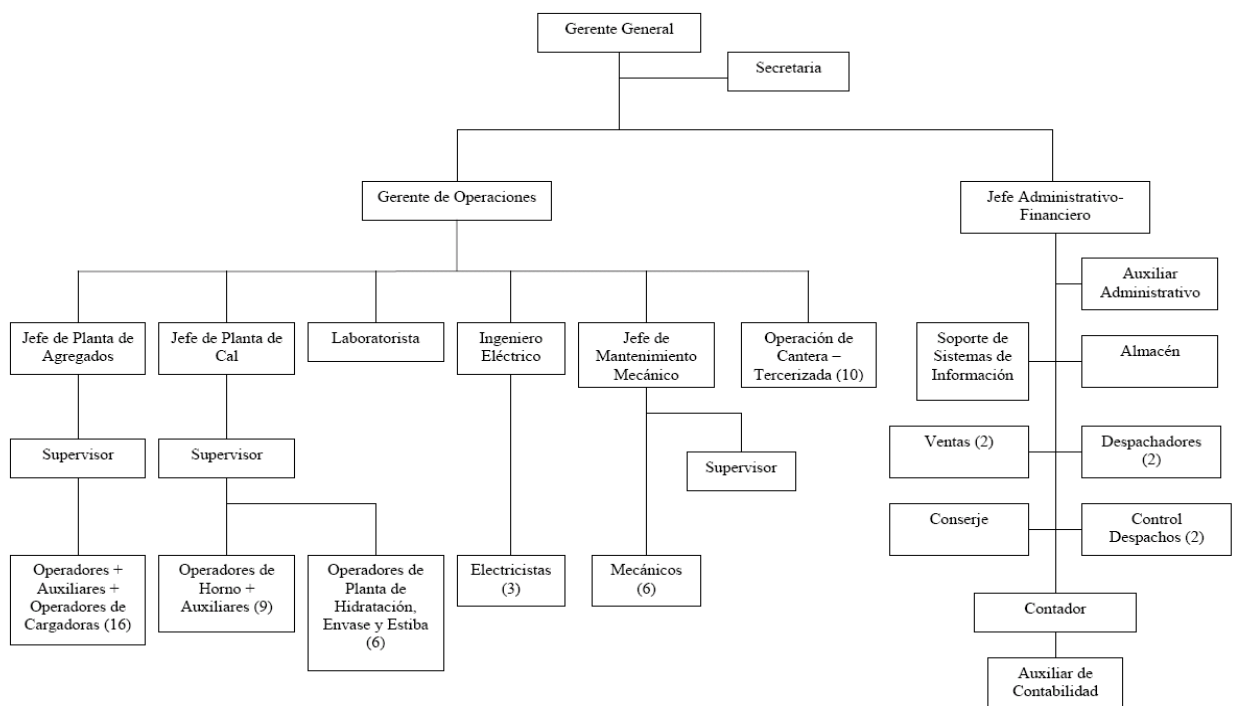 Gerente General
Secretaria
Gerente de Operaciones
Jefe Administrativo-
Financiero
Auxiliar
Administrativo
Jefe de Planta de
Agregados
Jefe de Planta de
Cal
Laboratorista
Ingeniero
Eléctrico
Jefe de
Mantenimiento
Mecánico
Operación de
Cantera –
Tercerizada (10)
Soporte de
Sistemas de
Información
Almacén
Supervisor
Supervisor
Supervisor
Ventas (2)
Despachadores
(2)
Conserje
Control
Despachos (2)
Operadores +
Auxiliares +
Operadores de
Cargadoras (16)
Operadores de
Horno +
Auxiliares (9)
Operadores de
Planta de
Hidratación,
Envase y Estiba
(6)
Electricistas
(3)
Mecánicos
(6)
Contador
Auxiliar de
Contabilidad